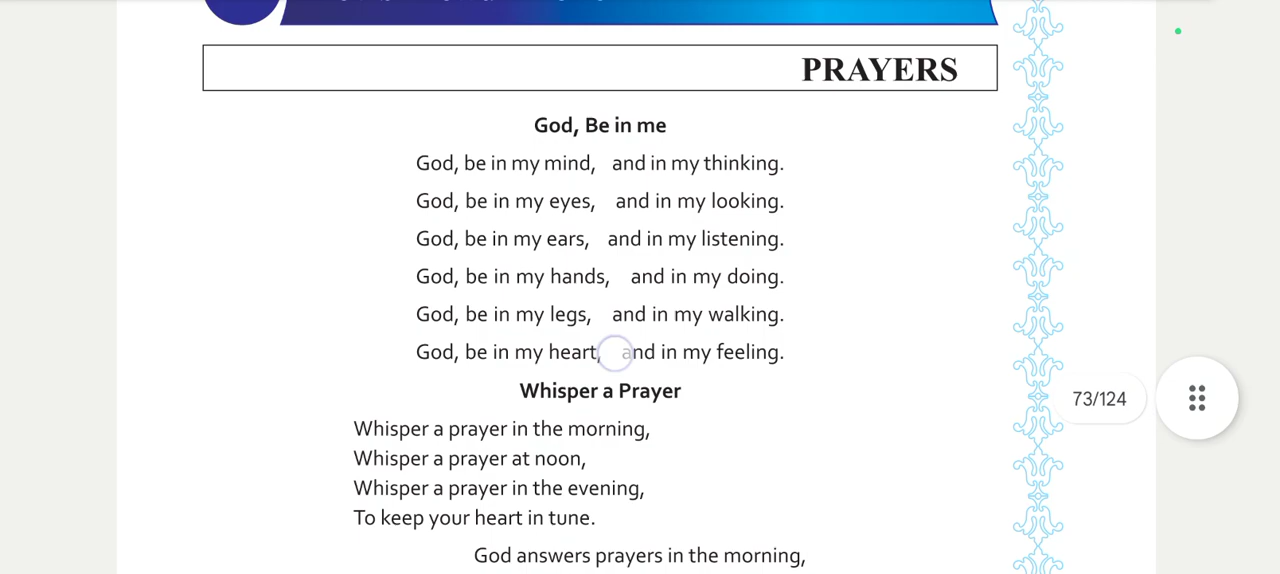 PRAYERS
God, Be in me
God, be in my mind, and in my thinking.
God, be in my eyes, and in my looking.
God, be in my ears, and in my listening.
God, be in my hands, and in my doing.
God, be in my legs, and in my walking.
God, be in my heart, and in my feeling.
Whisper a Prayer
Whisper a prayer in the morning,
Whisper a prayer at noon,
Whisper a prayer in the evening,
To keep your heart in tune.
God answers prayers in the morning,
73/124